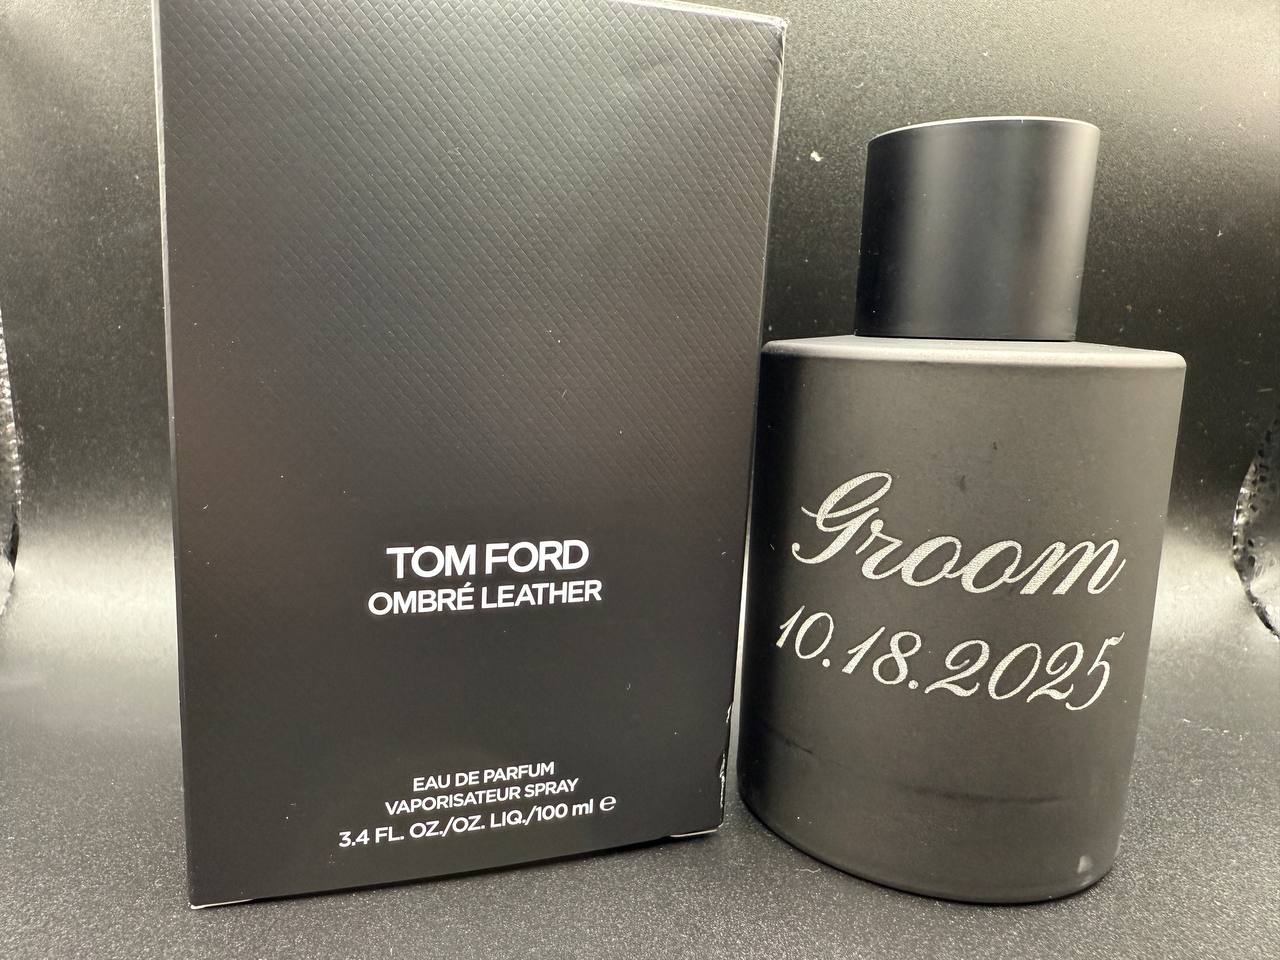 TOM FORD
OMBRÉ LEATHER
EAU DE PARFUM
VAPORISATEUR SPRAY
3.4 FL. OZ./OZ. LIQ./100 ml ℮
Groom
10.18.2025